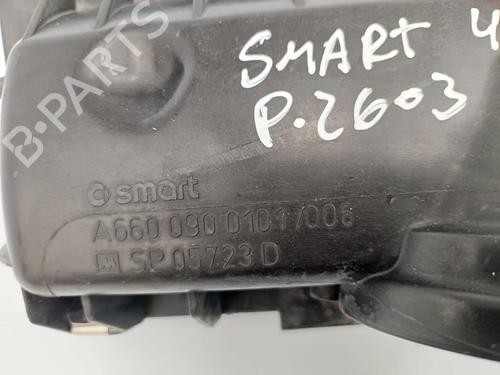 B-PARTS
SMART 4
P.2603
smart
A660 090 0101/006
SP 05723 D